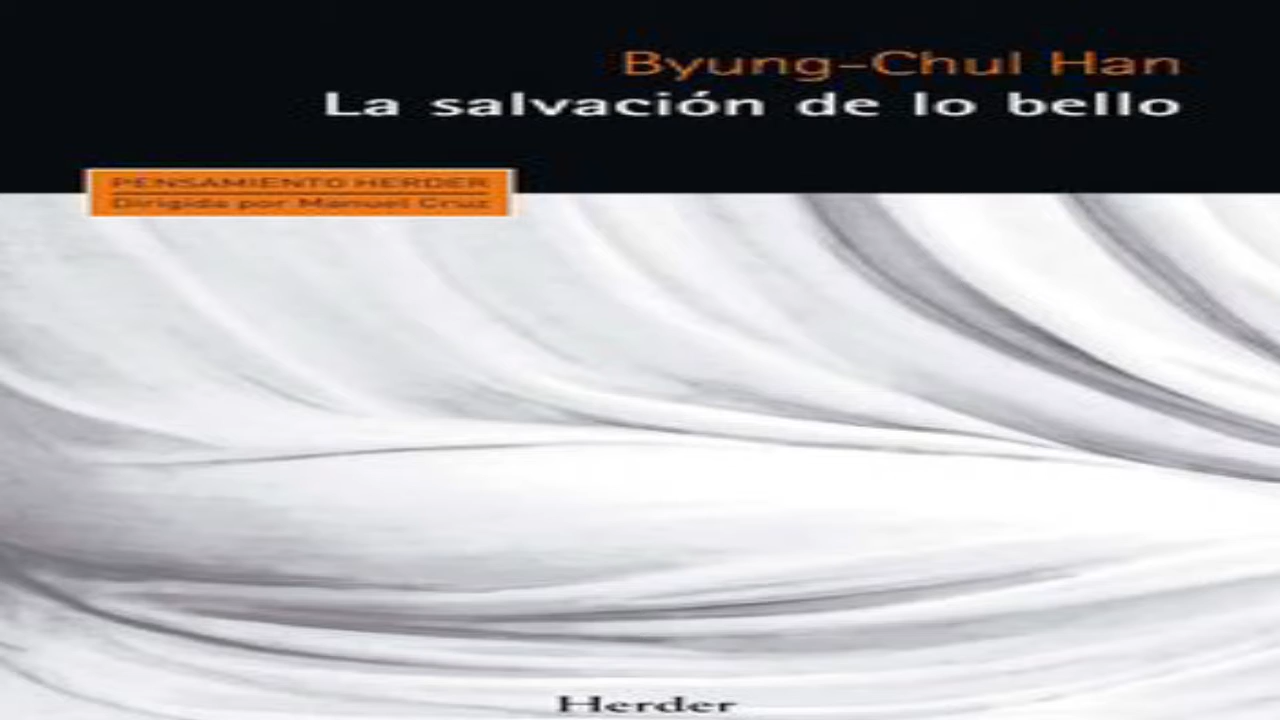 Byung-Chul Han
La salvación de lo bello
PENSAMIENTO HERDER
Dirigida por Manuel Cruz
Herder